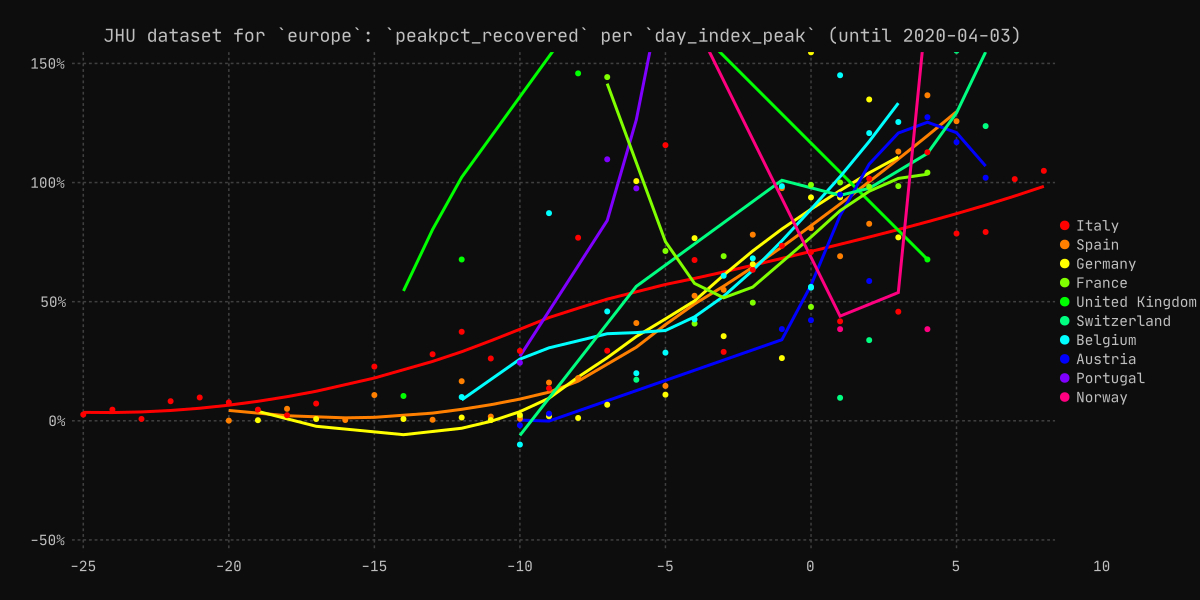 JHU dataset for `europe`: `peakpct_recovered` per `day_index_peak` (until 2020-04-03)
150%
100%
50%
0%
-50%
-25 -20 -15 -10 -5 0 5 10
Italy
Spain
Germany
France
United Kingdom
Switzerland
Belgium
Austria
Portugal
Norway